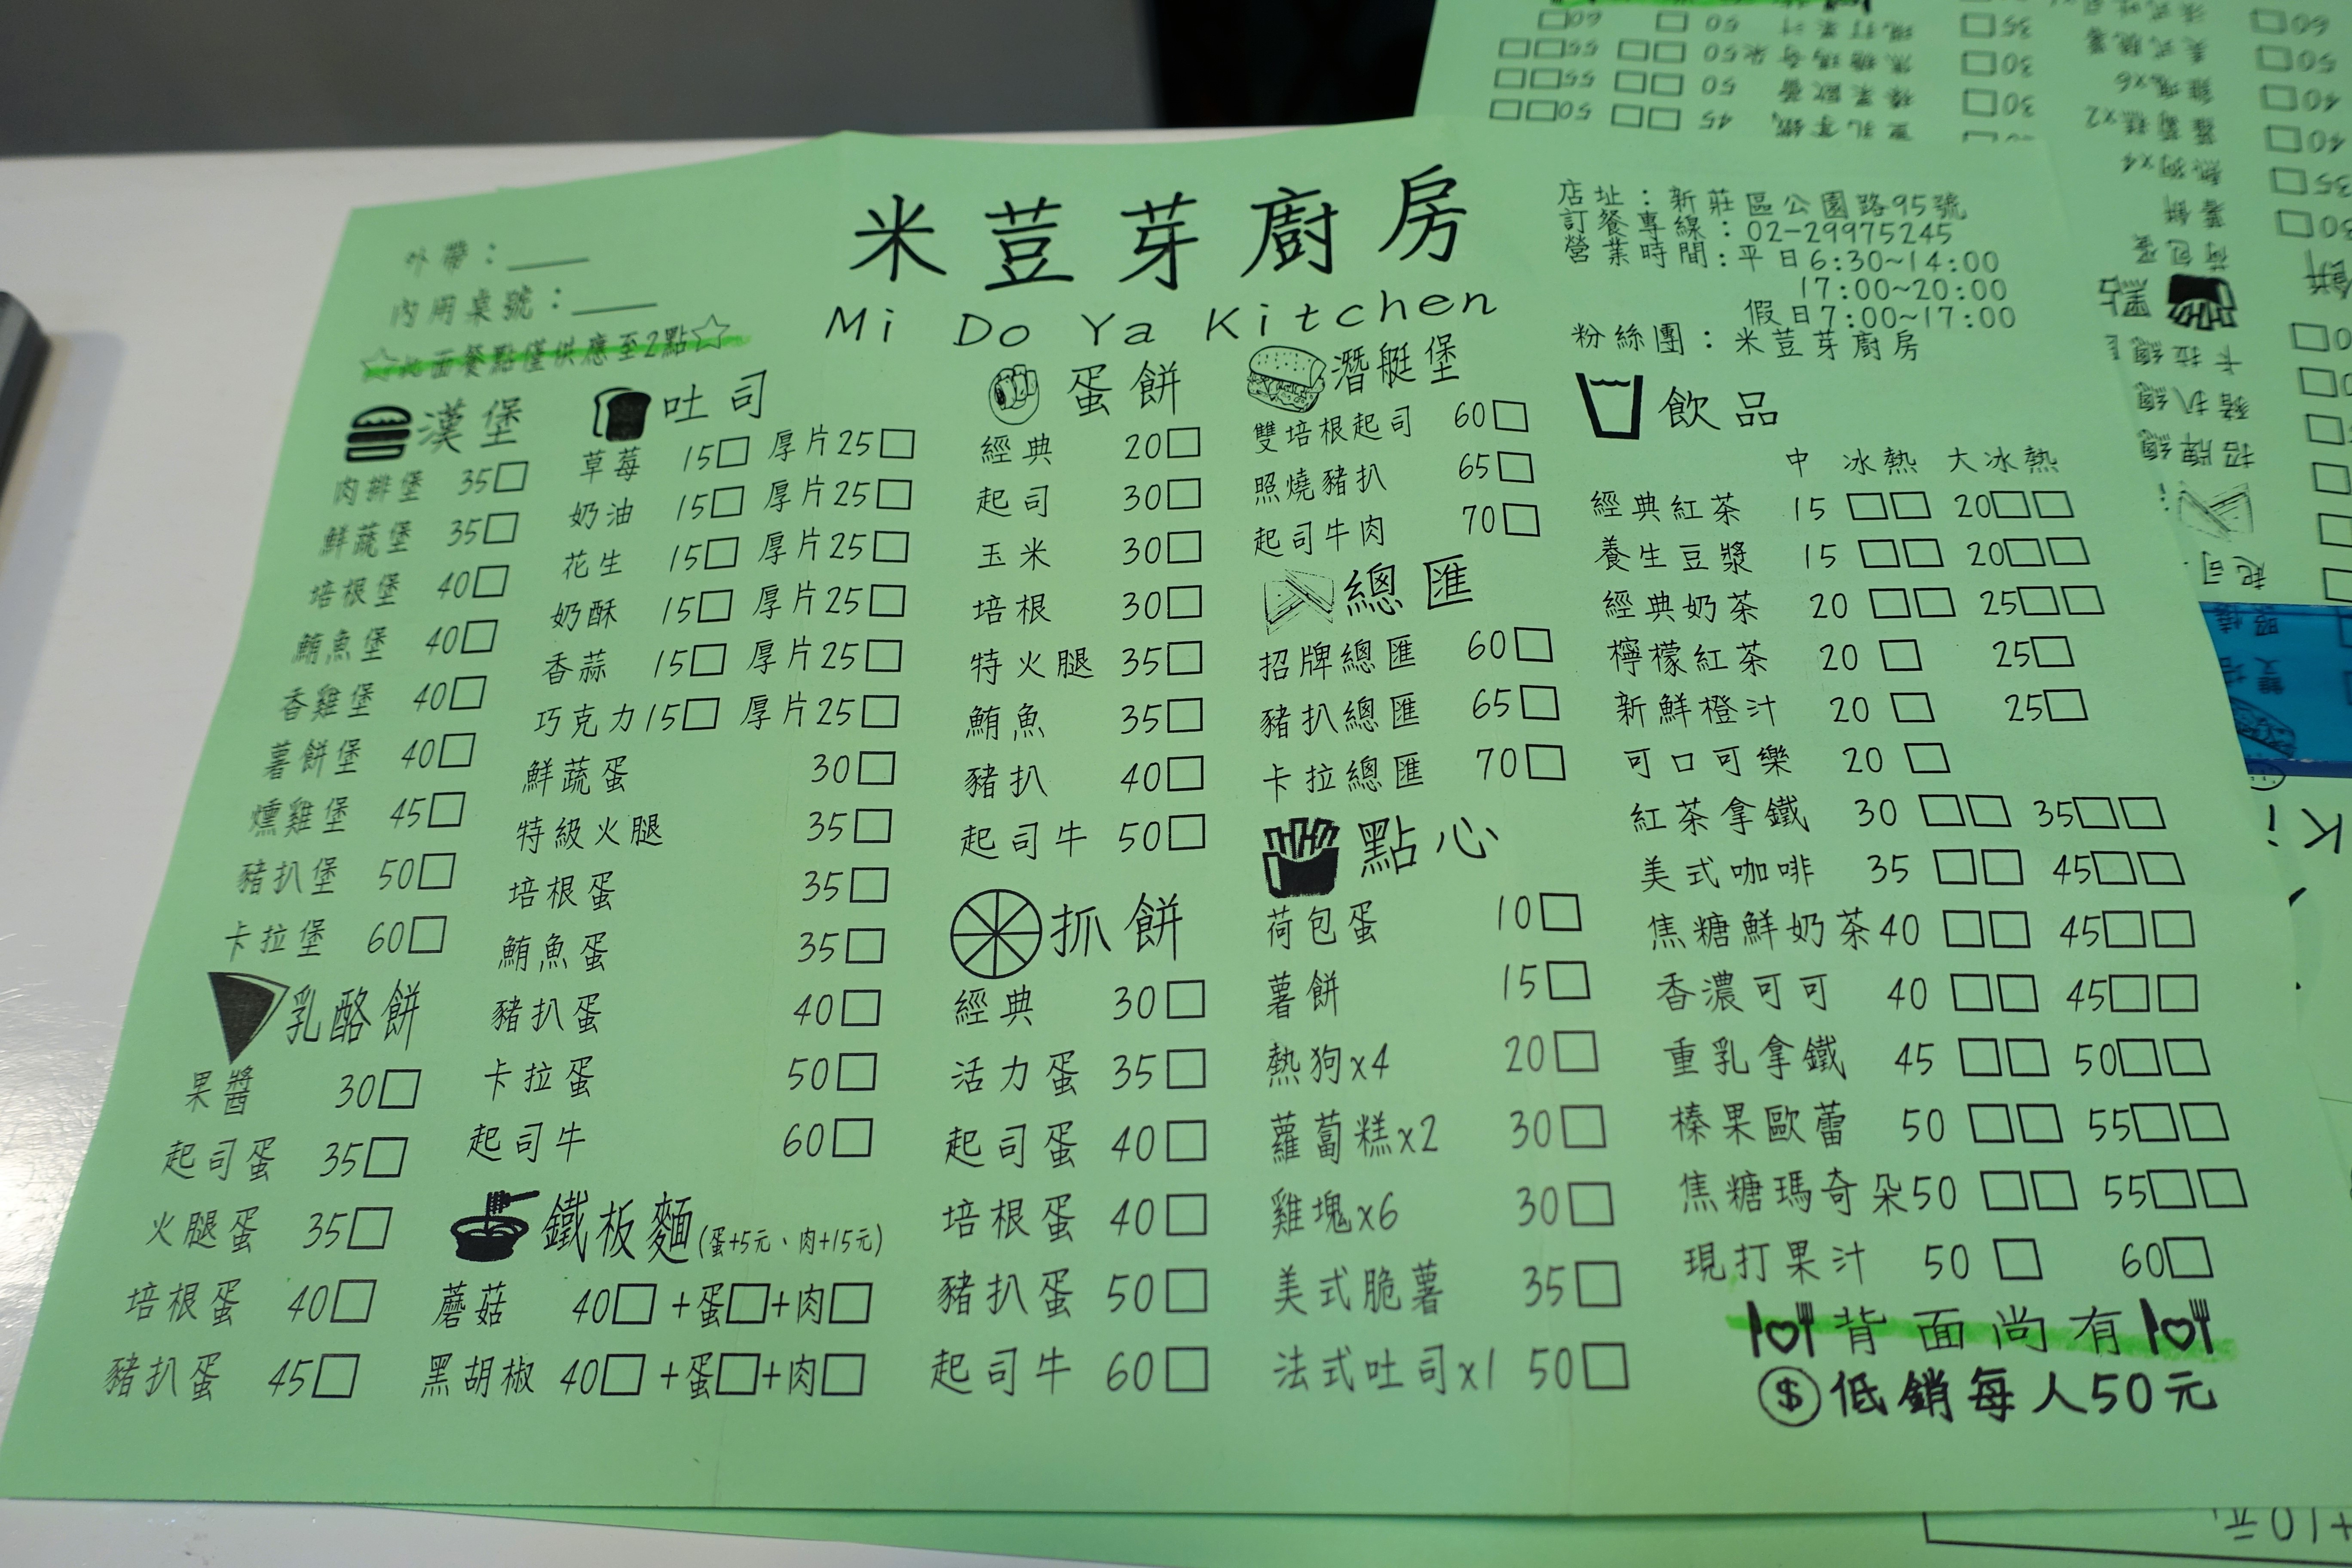 外帶：
內用桌號：
☆此面餐點僅供應至2點☆
米荳芽廚房
Mi Do Ya Kitchen
店址：新莊區公園路95號
訂餐專線：02-29975245
營業時間：平日6:30~14:00
17:00~20:00
假日7:00~17:00
粉絲團：米荳芽廚房
漢堡
肉排堡 35□
鮮蔬堡 35□
培根堡 40□
鮪魚堡 40□
香雞堡 40□
薯餅堡 40□
燻雞堡 45□
豬扒堡 50□
卡拉堡 60□
乳酪餅
果醬 30□
起司蛋 35□
火腿蛋 35□
培根蛋 40□
豬扒蛋 45□
吐司
草莓 15□ 厚片25□
奶油 15□ 厚片25□
花生 15□ 厚片25□
奶酥 15□ 厚片25□
香蒜 15□ 厚片25□
巧克力15□ 厚片25□
鮮蔬蛋 30□
特級火腿 35□
培根蛋 35□
鮪魚蛋 35□
豬扒蛋 40□
卡拉蛋 50□
起司牛 60□
鐵板麵(蛋+5元、肉+15元)
蘑菇 40□+蛋□+肉□
黑胡椒 40□+蛋□+肉□
蛋餅
經典 20□
起司 30□
玉米 30□
培根 30□
特火腿 35□
鮪魚 35□
豬扒 40□
起司牛 50□
抓餅
經典 30□
活力蛋 35□
起司蛋 40□
培根蛋 40□
豬扒蛋 50□
起司牛 60□
潛艇堡
雙培根起司 60□
照燒豬扒 65□
起司牛肉 70□
總匯
招牌總匯 60□
豬扒總匯 65□
卡拉總匯 70□
點心
荷包蛋 10□
薯餅 15□
熱狗x4 20□
蘿蔔糕x2 30□
雞塊x6 30□
美式脆薯 35□
法式吐司x1 50□
飲品
中 冰熱 大冰熱
經典紅茶 15 □□ 20□□
養生豆漿 15 □□ 20□□
經典奶茶 20 □□ 25□□
檸檬紅茶 20 □ 25□
新鮮橙汁 20 □ 25□
可口可樂 20 □
紅茶拿鐵 30 □□ 35□□
美式咖啡 35 □□ 45□□
焦糖鮮奶茶40 □□ 45□□
香濃可可 40 □□ 45□□
重乳拿鐵 45 □□ 50□□
榛果歐蕾 50 □□ 55□□
焦糖瑪奇朵50 □□ 55□□
現打果汁 50 □ 60□
背面尚有
$低銷每人50元